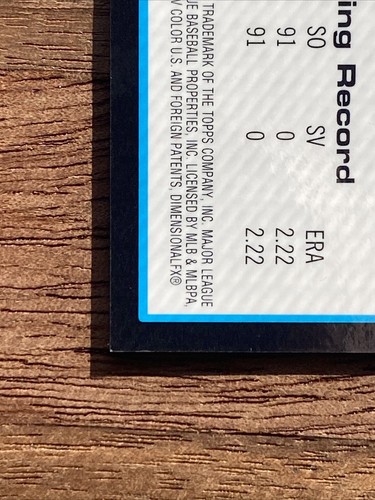 ing Record
SO SV ERA
91 0 2.22
91 0 2.22
TRADEMARK OF THE TOPPS COMPANY, INC. MAJOR LEAGUE
BASEBALL PROPERTIES, INC. LICENSED BY MLB & MLBPA,
COLOR U.S. AND FOREIGN PATENTS, DIMENSIONALFX®